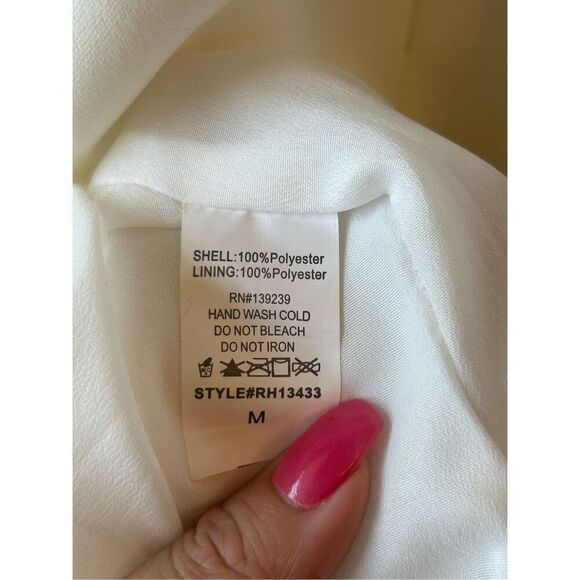 SHELL:100%Polyester
LINING:100%Polyester
RN#139239
HAND WASH COLD
DO NOT BLEACH
DO NOT IRON
STYLE#RH13433
M